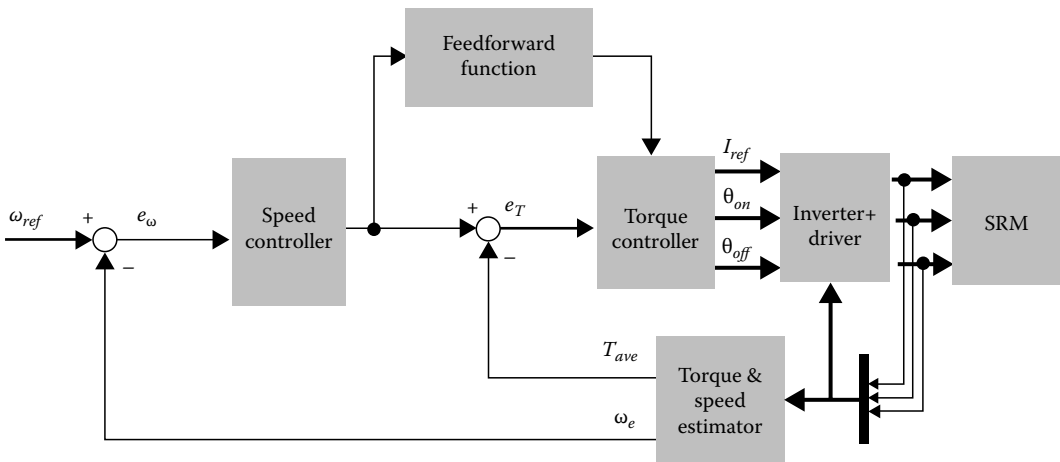 Feedforward
function
ω_ref
+
−
e_ω
Speed
controller
+
−
e_T
Torque
controller
I_ref
θ_on
θ_off
Inverter+
driver
SRM
T_ave
ω_e
Torque &
speed
estimator